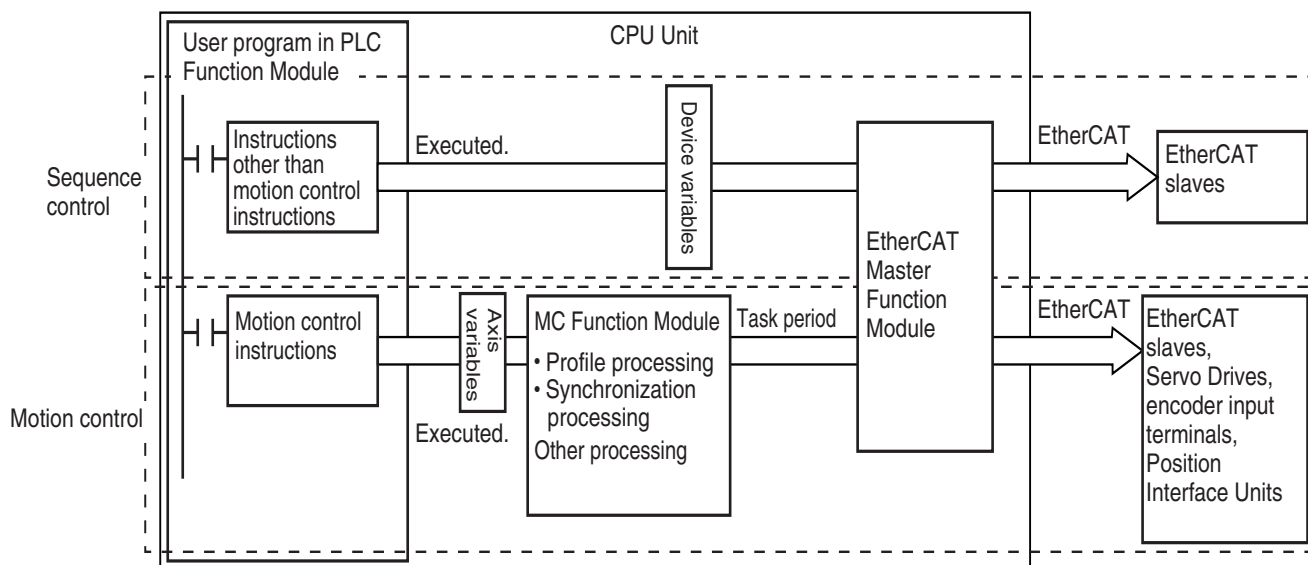 CPU Unit
User program in PLC
Function Module
Sequence
control
Instructions
other than
motion control
instructions
Executed.
Device variables
EtherCAT
Master
Function
Module
EtherCAT
EtherCAT
slaves
Motion control
Motion control
instructions
Axis
variables
Executed.
MC Function Module
• Profile processing
• Synchronization
processing
Other processing
Task period
EtherCAT
EtherCAT
slaves,
Servo Drives,
encoder input
terminals,
Position
Interface Units